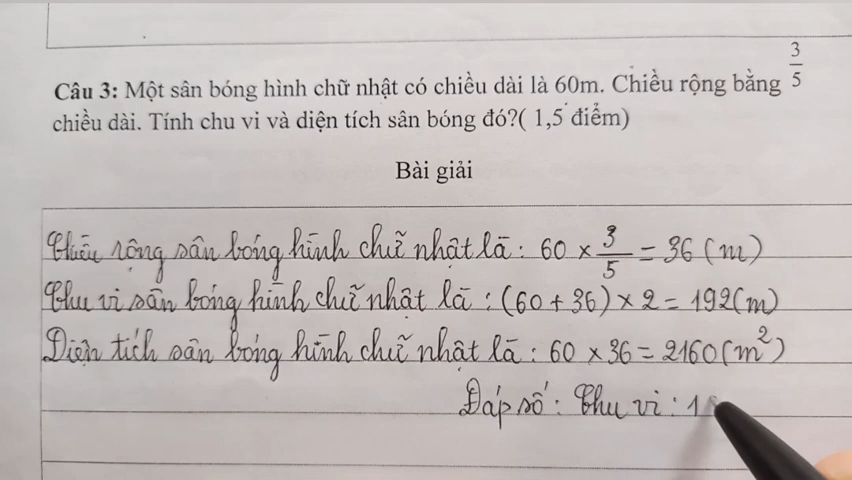 Câu 3: Một sân bóng hình chữ nhật có chiều dài là 60m. Chiều rộng bằng 3/5
chiều dài. Tính chu vi và diện tích sân bóng đó?( 1,5 điểm)
Bài giải
Chiều rộng sân bóng hình chữ nhật là : 60 × 3/5 = 36 (m)
Chu vi sân bóng hình chữ nhật là : (60 + 36) × 2 = 192 (m)
Diện tích sân bóng hình chữ nhật là : 60 × 36 = 2160 (m²)
Đáp số : Chu vi : 1